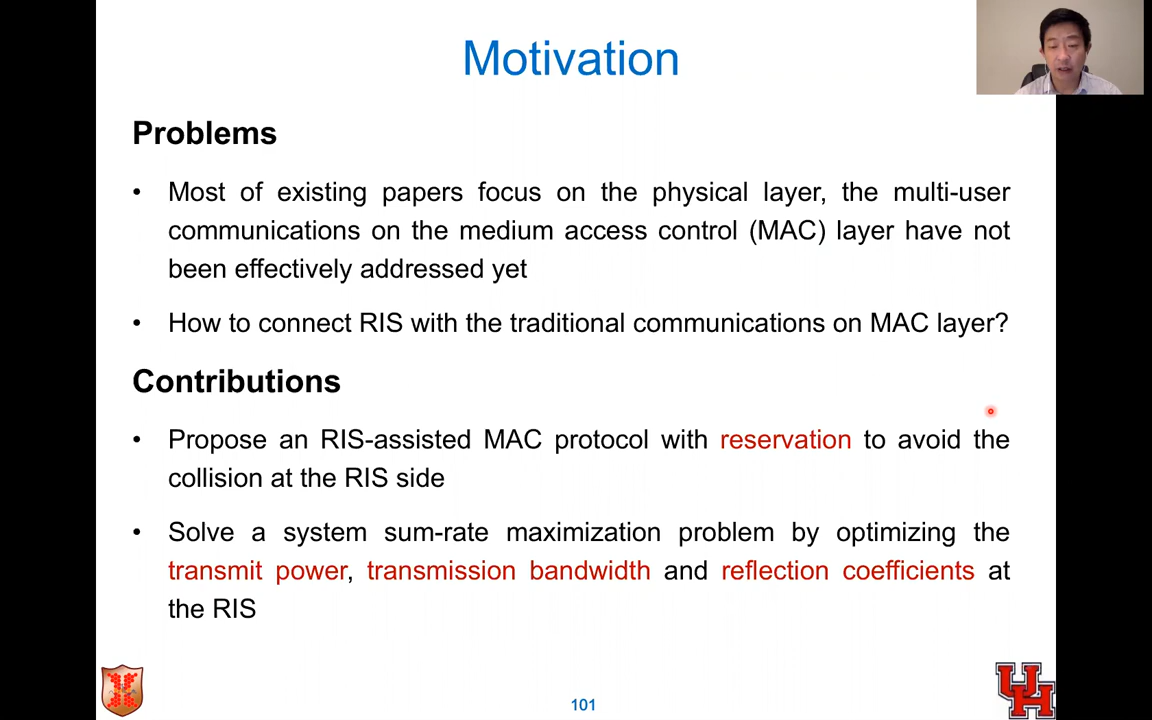 Motivation
Problems
• Most of existing papers focus on the physical layer, the multi-user
communications on the medium access control (MAC) layer have not
been effectively addressed yet
• How to connect RIS with the traditional communications on MAC layer?
Contributions
• Propose an RIS-assisted MAC protocol with reservation to avoid the
collision at the RIS side
• Solve a system sum-rate maximization problem by optimizing the
transmit power, transmission bandwidth and reflection coefficients at
the RIS
101
UH